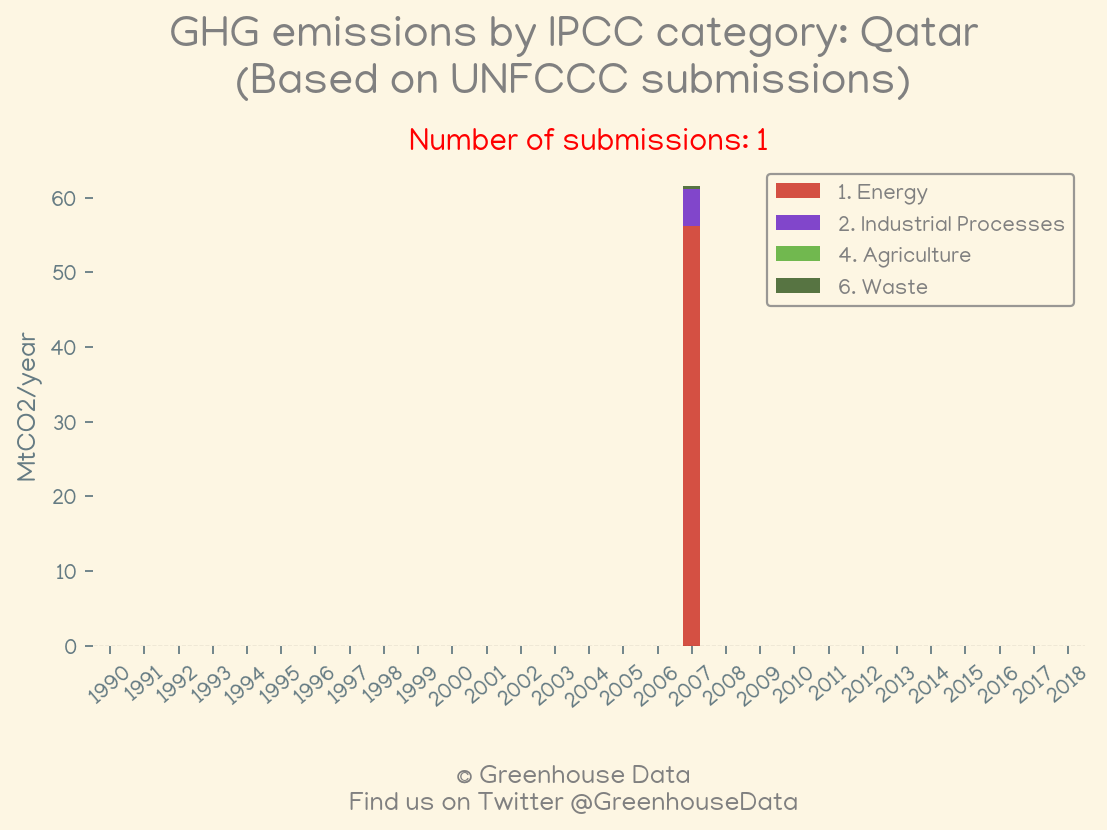 GHG emissions by IPCC category: Qatar
(Based on UNFCCC submissions)
Number of submissions: 1
1. Energy
2. Industrial Processes
4. Agriculture
6. Waste
MtCO2/year
60
50
40
30
20
10
0
1990 1991 1992 1993 1994 1995 1996 1997 1998 1999 2000 2001 2002 2003 2004 2005 2006 2007 2008 2009 2010 2011 2012 2013 2014 2015 2016 2017 2018
© Greenhouse Data
Find us on Twitter @GreenhouseData